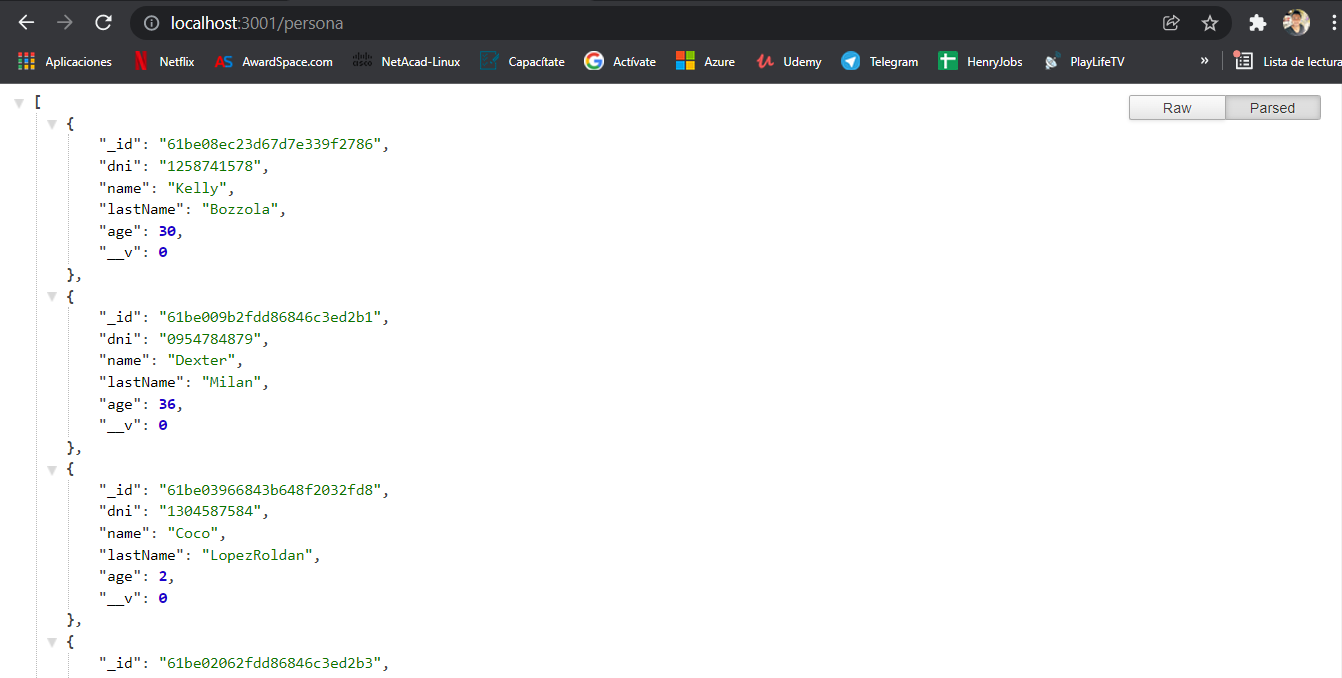 localhost:3001/persona
Aplicaciones Netflix AS AwardSpace.com cisco NetAcad-Linux Capacítate G Actívate Azure Udemy Telegram HenryJobs PlayLifeTV » Lista de lectura
Raw Parsed
[
{
"_id": "61be08ec23d67d7e339f2786",
"dni": "1258741578",
"name": "Kelly",
"lastName": "Bozzola",
"age": 30,
"__v": 0
},
{
"_id": "61be009b2fdd86846c3ed2b1",
"dni": "0954784879",
"name": "Dexter",
"lastName": "Milan",
"age": 36,
"__v": 0
},
{
"_id": "61be03966843b648f2032fd8",
"dni": "1304587584",
"name": "Coco",
"lastName": "LopezRoldan",
"age": 2,
"__v": 0
},
{
"_id": "61be02062fdd86846c3ed2b3",